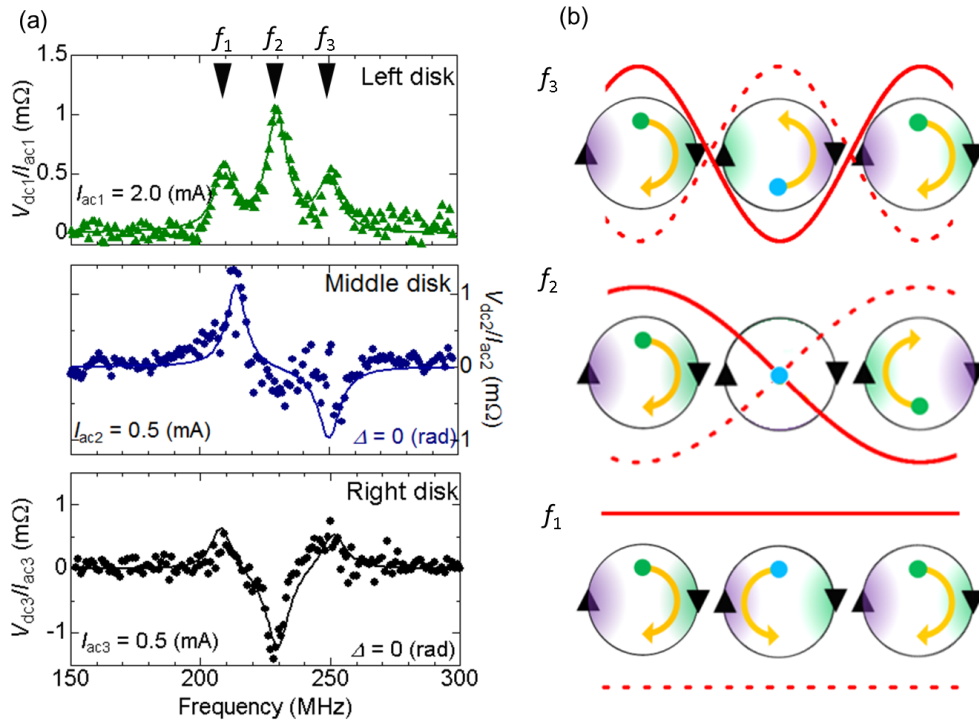 (a)
f1 f2 f3
1.5
1
0.5
0
Vdc1/Iac1 (mΩ)
Left disk
Iac1 = 2.0 (mA)
Middle disk
1
0
1
Vdc2/Iac2 (mΩ)
Iac2 = 0.5 (mA)
Δ = 0 (rad)
Right disk
1
0
-1
Vdc3/Iac3 (mΩ)
Iac3 = 0.5 (mA)
Δ = 0 (rad)
150 200 250 300
Frequency (MHz)
(b)
f3
f2
f1